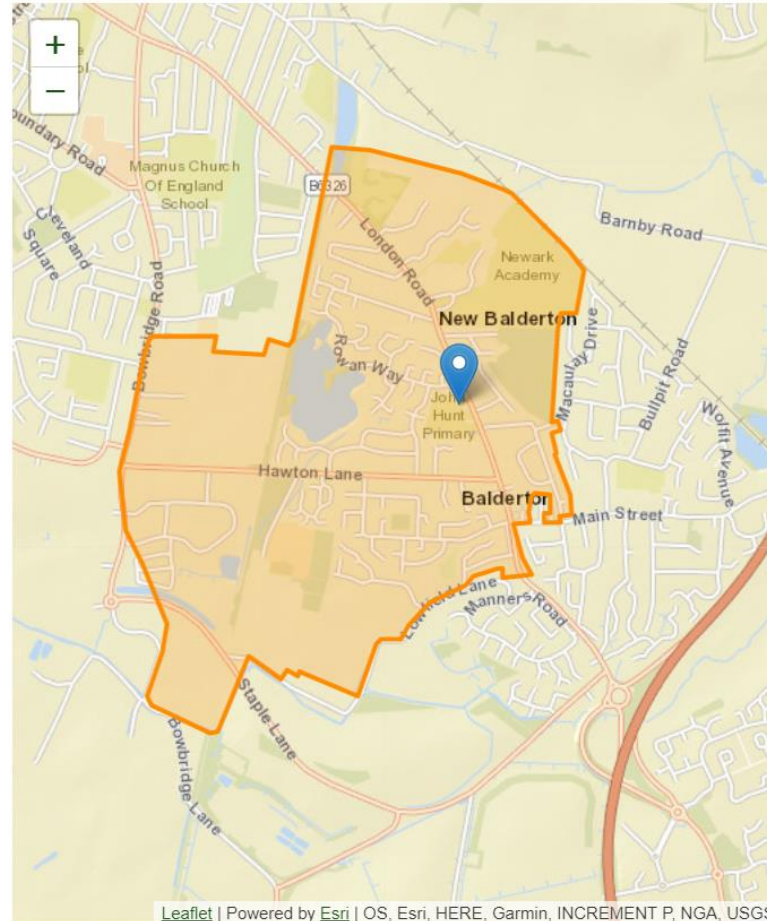 +
−
Boundary Road
Magnus Church
Of England
School
Cleveland
Square
B6326
London Road
Barnby Road
Newark
Academy
Bowbridge Road
New Balderton
Rowan Way
Macaulay Drive
Bullpit Road
John
Hunt
Primary
Wolfit Avenue
Hawton Lane
Balderton
Main Street
Lowfield Lane
Manners Road
Staple Lane
Bowbridge Lane
Leaflet | Powered by Esri | OS, Esri, HERE, Garmin, INCREMENT P, NGA, USGS